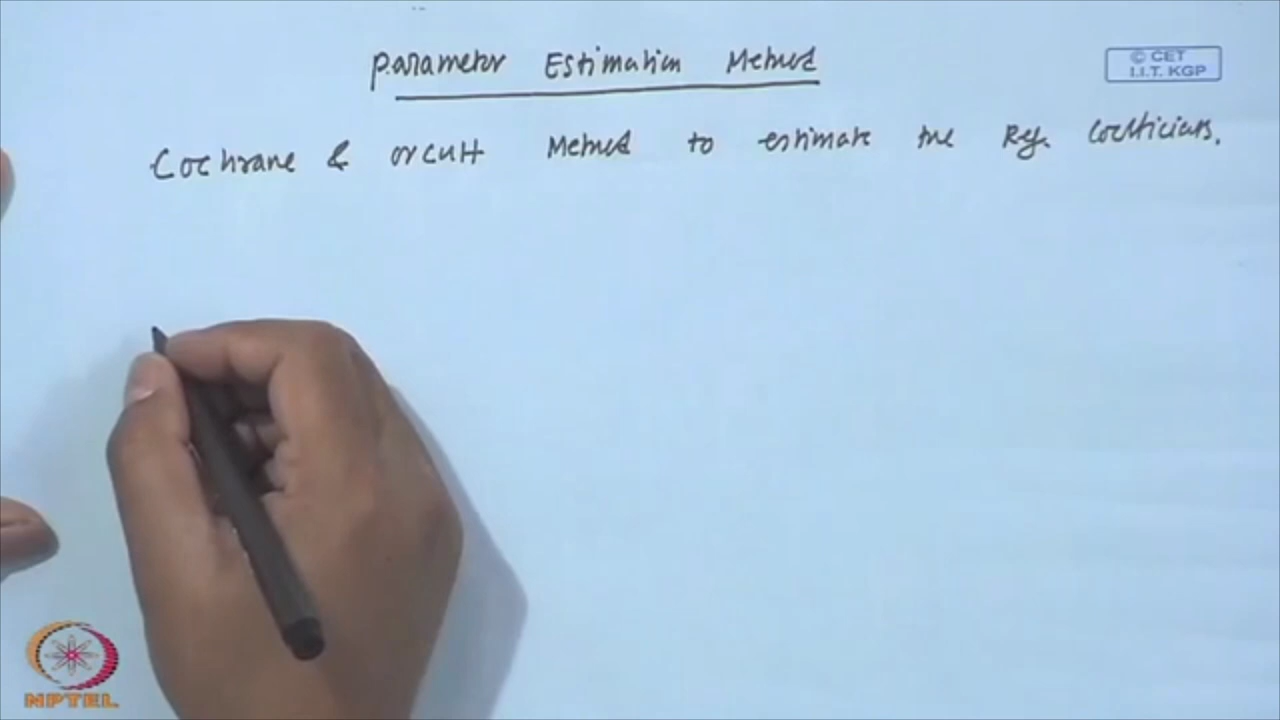 Parameter Estimation Method
© CET
I.I.T. KGP
Cochrane & orcutt Method to estimate the Reg. Coefficients.
NPTEL